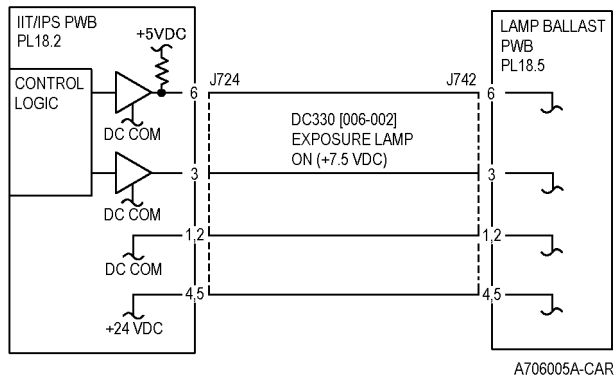 IIT/IPS PWB
PL18.2
+5VDC
CONTROL
LOGIC
DC COM
DC COM
DC COM
+24 VDC
6
3
1,2
4,5
J724
J742
DC330 [006-002]
EXPOSURE LAMP
ON (+7.5 VDC)
LAMP BALLAST
PWB
PL18.5
6
3
1,2
4,5
A706005A-CAR